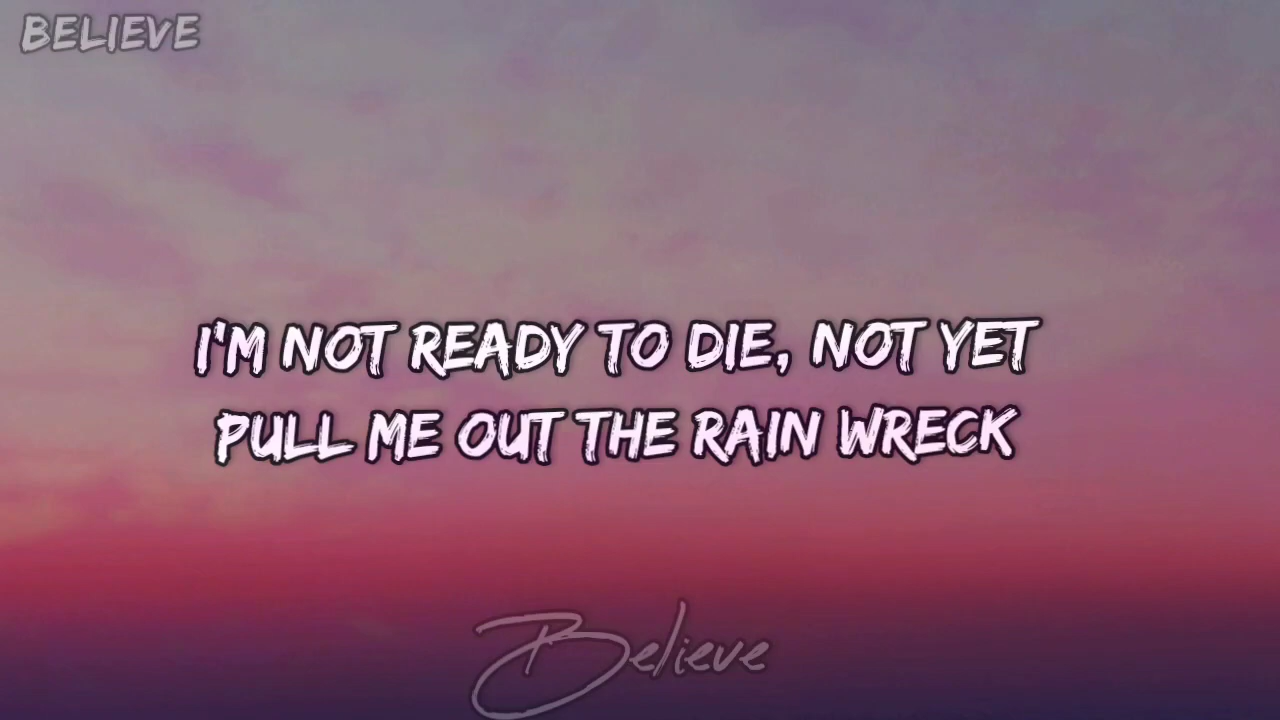 BELIEVE
I'M NOT READY TO DIE, NOT YET
PULL ME OUT THE RAIN WRECK
Believe